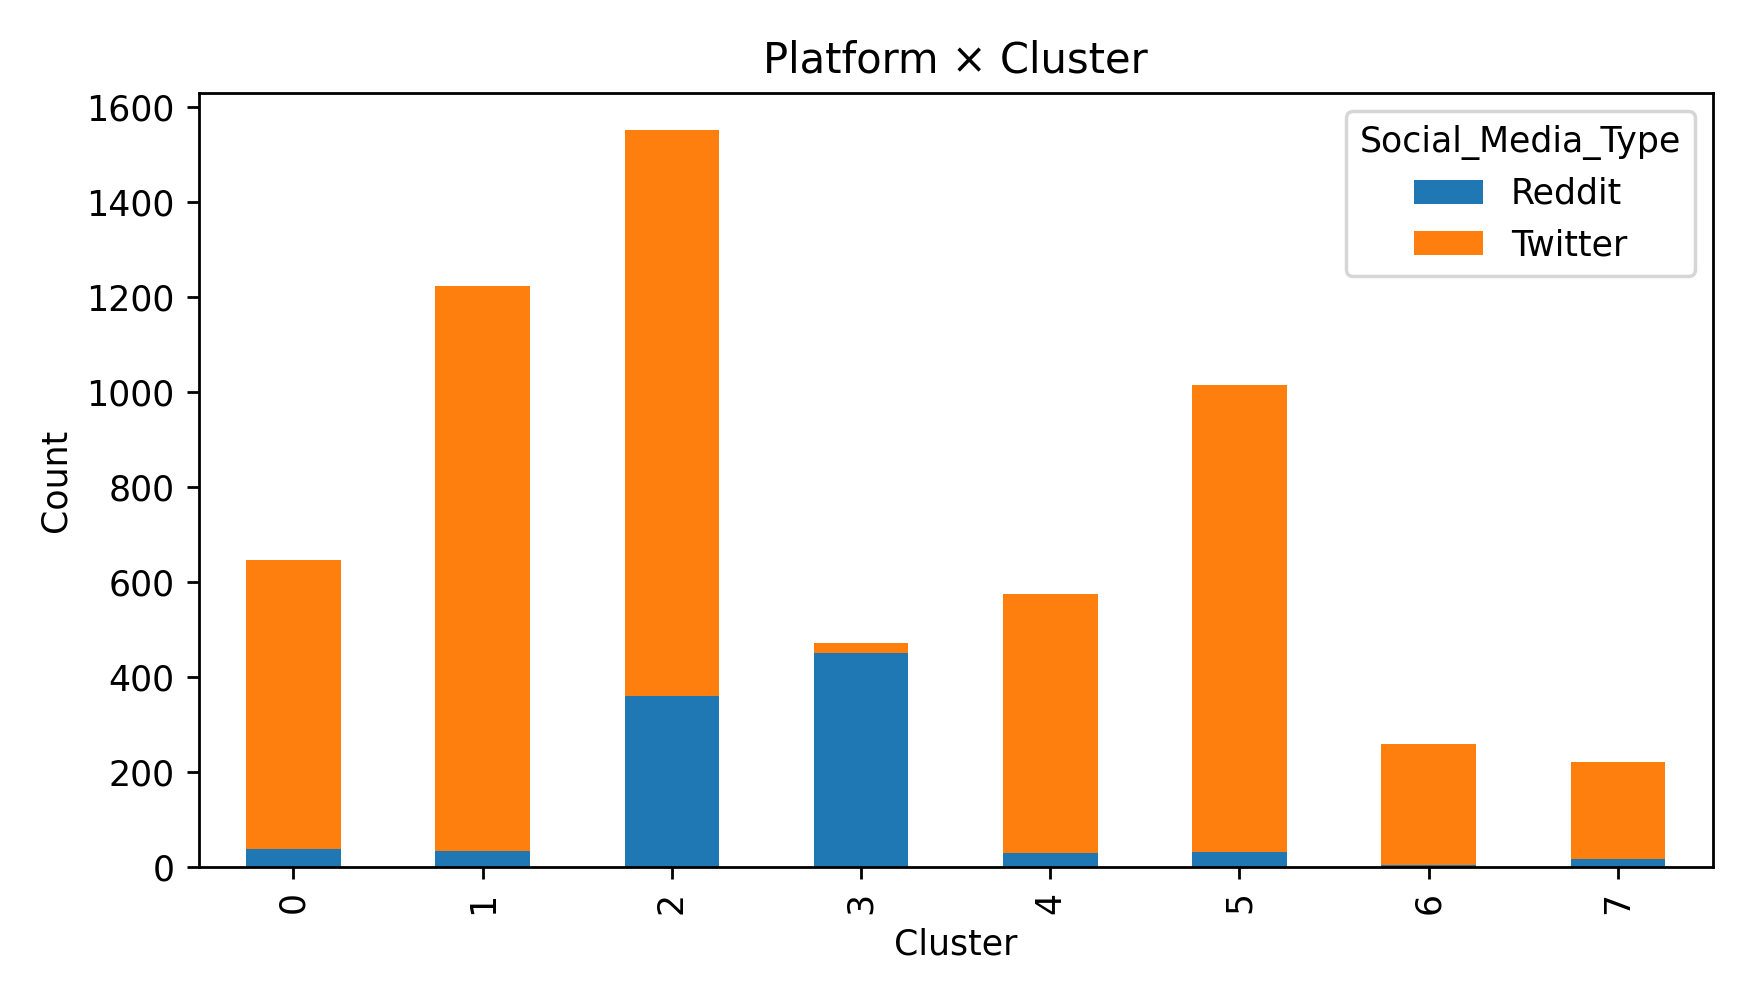 Platform × Cluster
1600
1400
1200
1000
800
600
400
200
0
Count
Social_Media_Type
Reddit
Twitter
0 1 2 3 4 5 6 7
Cluster